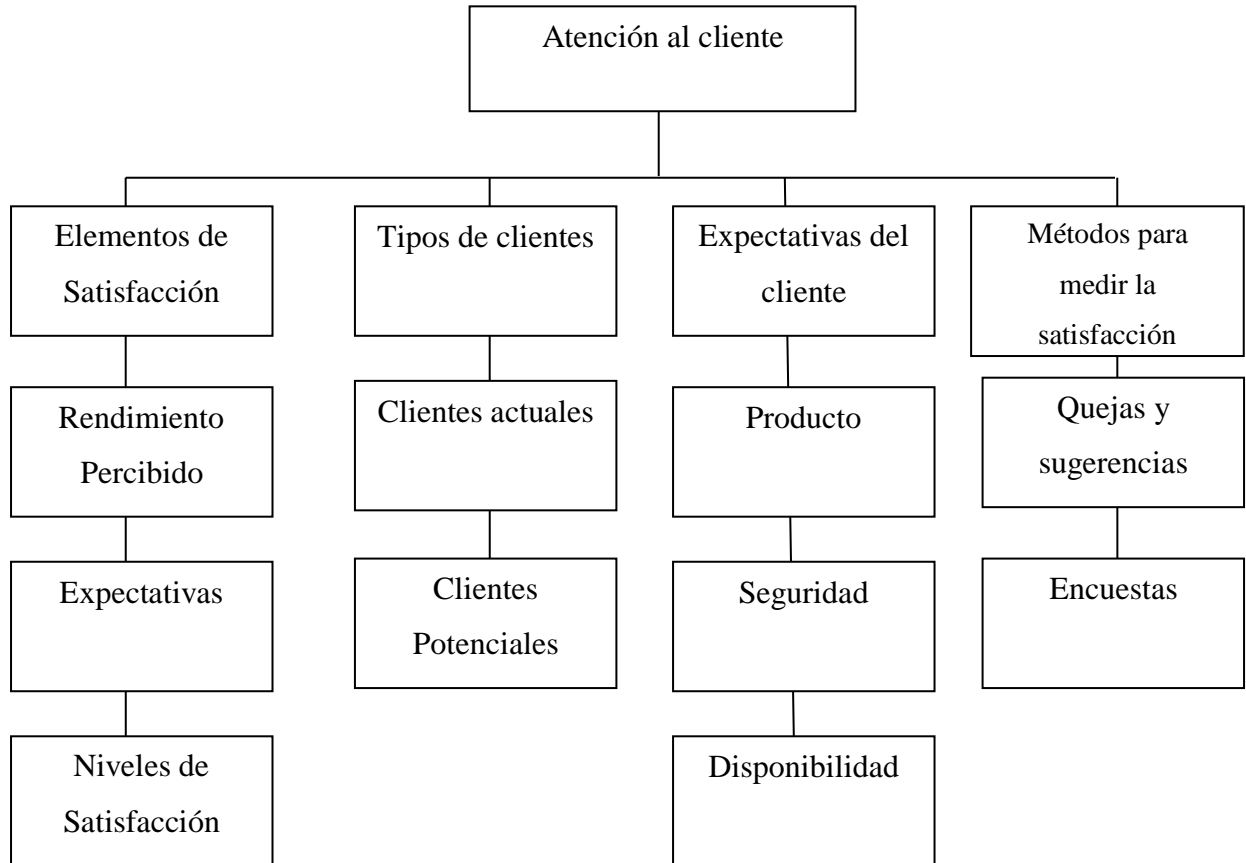 Atención al cliente
Elementos de
Satisfacción
Tipos de clientes
Expectativas del
cliente
Métodos para
medir la
satisfacción
Rendimiento
Percibido
Clientes actuales
Producto
Quejas y
sugerencias
Expectativas
Clientes
Potenciales
Seguridad
Encuestas
Niveles de
Satisfacción
Disponibilidad